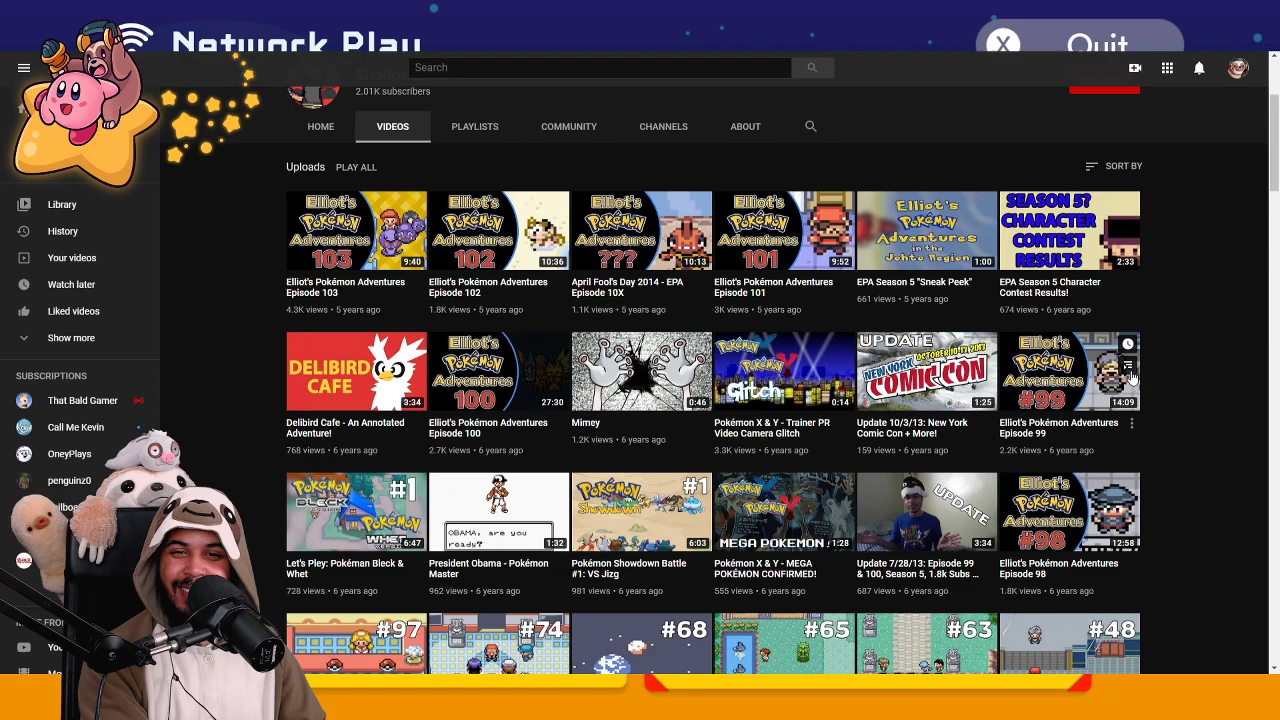 Network Play
X
Quit
Search
2.01K subscribers
HOME
VIDEOS
PLAYLISTS
COMMUNITY
CHANNELS
ABOUT
Uploads
PLAY ALL
SORT BY
Library
History
Your videos
Watch later
Liked videos
Show more
SUBSCRIPTIONS
That Bald Gamer
Call Me Kevin
OneyPlays
penguinz0
Elliot's
Pokémon
Adventures
103
9:40
Elliot's
Pokémon
Adventures
102
10:36
Elliot's
Pokémon
Adventures
???
10:13
Elliot's
Pokémon
Adventures
101
9:52
Elliot's
Pokémon
Adventures
in the
Johto Region
1:00
SEASON 5?
CHARACTER
CONTEST
RESULTS
2:33
Elliot's Pokémon Adventures
Episode 103
4.3K views • 5 years ago
Elliot's Pokémon Adventures
Episode 102
1.8K views • 5 years ago
April Fool's Day 2014 - EPA
Episode 10X
1.1K views • 5 years ago
Elliot's Pokémon Adventures
Episode 101
3K views • 5 years ago
EPA Season 5 "Sneak Peek"
661 views • 5 years ago
EPA Season 5 Character
Contest Results!
674 views • 6 years ago
DELIBIRD
CAFE
3:34
Elliot's
Pokémon
Adventures
100
27:30
0:46
Pokémon
X Y
Glitch
0:14
UPDATE
OCTOBER 10-13 2013
NEW YORK
COMIC CON
1:25
Elliot's
Pokémon
Adventures
#99
14:09
Delibird Cafe - An Annotated
Adventure!
768 views • 6 years ago
Elliot's Pokémon Adventures
Episode 100
2.7K views • 6 years ago
Mimey
1.2K views • 6 years ago
Pokémon X & Y - Trainer PR
Video Camera Glitch
3.3K views • 6 years ago
Update 10/3/13: New York
Comic Con + More!
159 views • 6 years ago
Elliot's Pokémon Adventures
Episode 99
2.2K views • 6 years ago
POKéMON
BLECK
#1
POKéMON
WHET
6:47
OBAMA, are you
ready?
1:32
Pokémon
Showdown
#1
6:03
MEGA POKEMON
1:28
UPDATE
3:34
Elliot's
Pokémon
Adventures
#98
12:58
Let's Pley: Pokéman Bleck &
Whet
728 views • 6 years ago
President Obama - Pokémon
Master
962 views • 6 years ago
Pokémon Showdown Battle
#1: VS Jizg
981 views • 6 years ago
Pokémon X & Y - MEGA
POKÉMON CONFIRMED!
555 views • 6 years ago
Update 7/28/13: Episode 99
& 100, Season 5, 1.8k Subs ...
687 views • 6 years ago
Elliot's Pokémon Adventures
Episode 98
1.8K views • 6 years ago
#97
#74
#68
#65
#63
#48